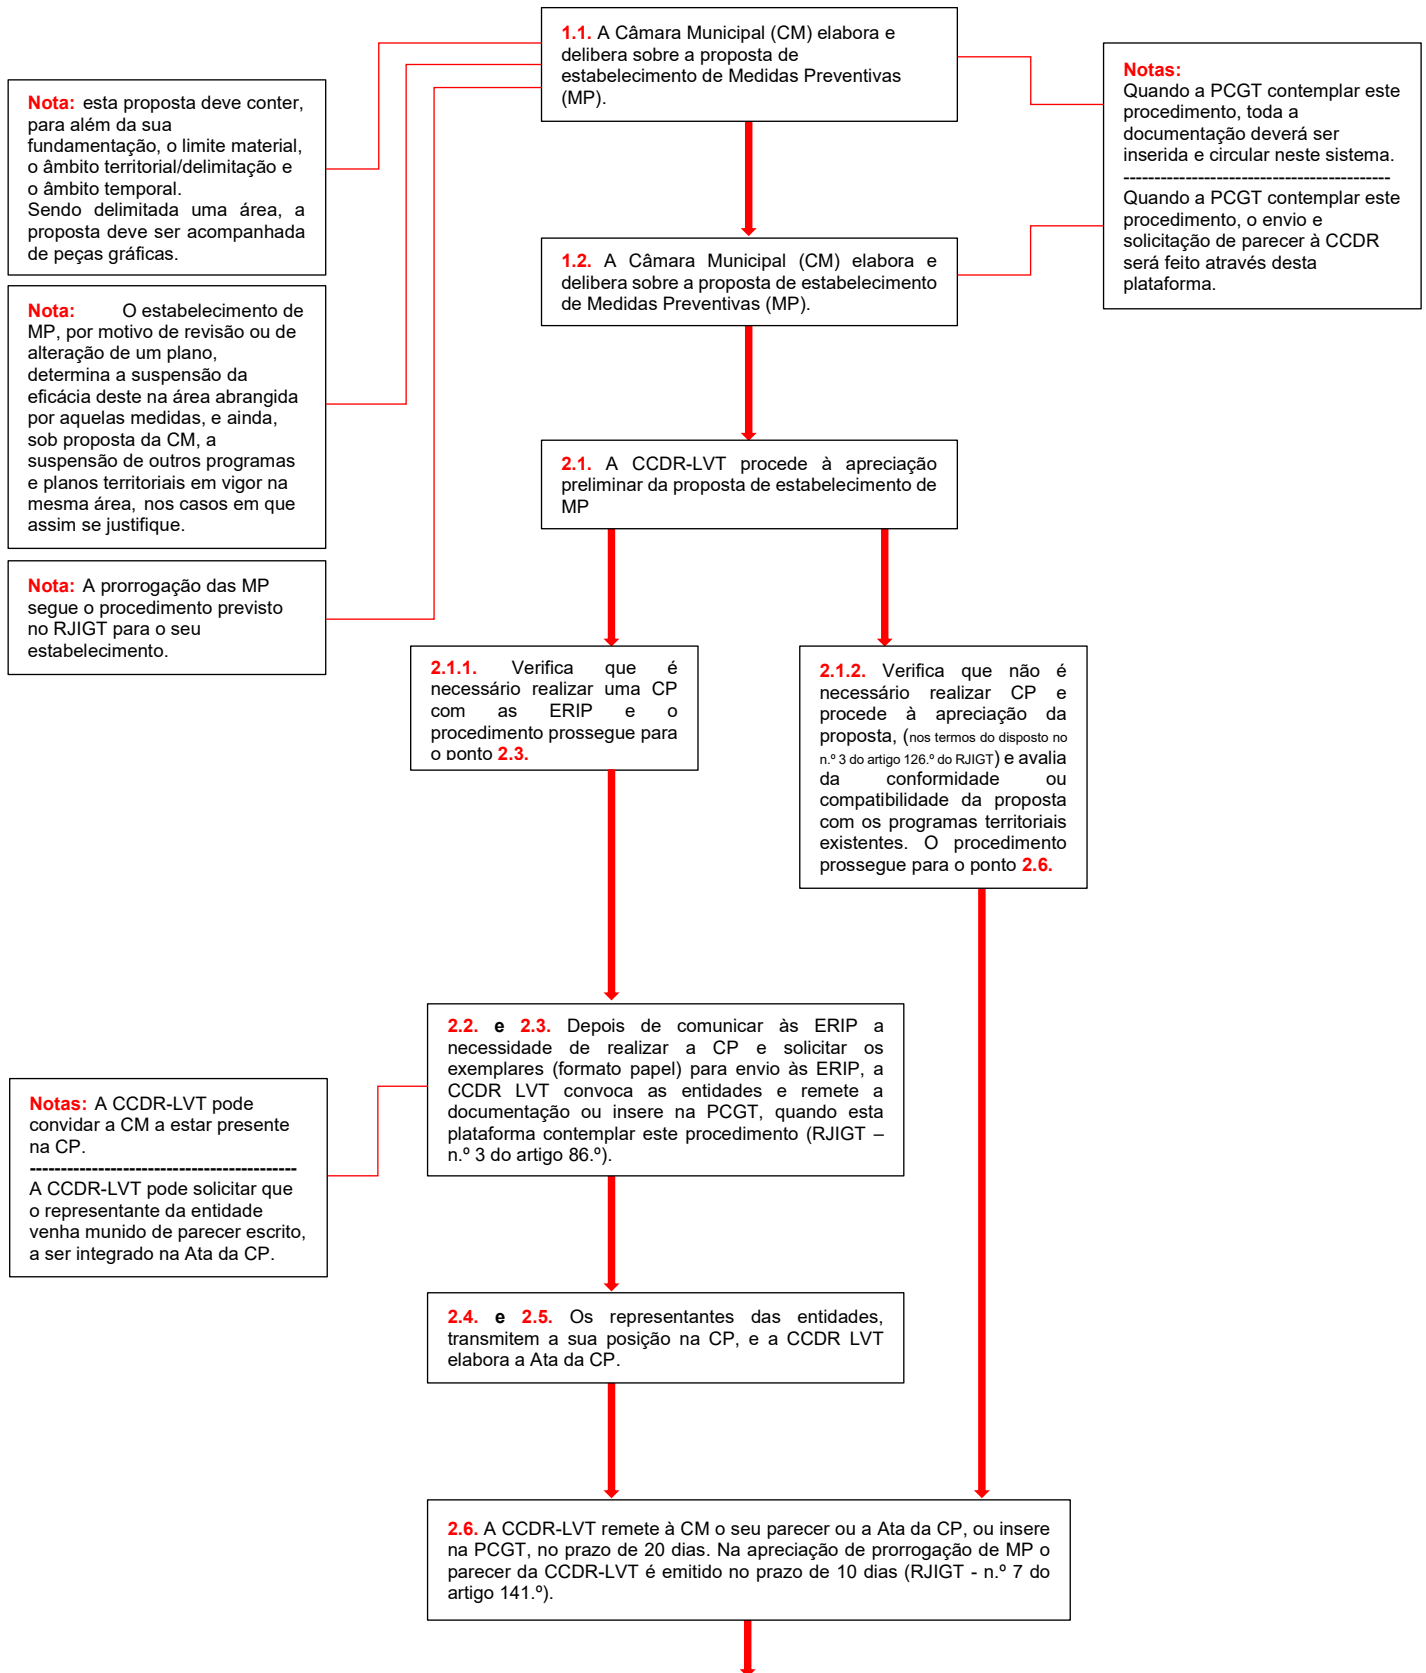 1.1. A Câmara Municipal (CM) elabora e
delibera sobre a proposta de
estabelecimento de Medidas Preventivas
(MP).
Nota: esta proposta deve conter,
para além da sua
fundamentação, o limite material,
o âmbito territorial/delimitação e
o âmbito temporal.
Sendo delimitada uma área, a
proposta deve ser acompanhada
de peças gráficas.
Notas:
Quando a PCGT contemplar este
procedimento, toda a
documentação deverá ser
inserida e circular neste sistema.
-------------------------------------------
Quando a PCGT contemplar este
procedimento, o envio e
solicitação de parecer à CCDR
será feito através desta
plataforma.
1.2. A Câmara Municipal (CM) elabora e
delibera sobre a proposta de estabelecimento
de Medidas Preventivas (MP).
Nota: O estabelecimento de
MP, por motivo de revisão ou de
alteração de um plano,
determina a suspensão da
eficácia deste na área abrangida
por aquelas medidas, e ainda,
sob proposta da CM, a
suspensão de outros programas
e planos territoriais em vigor na
mesma área, nos casos em que
assim se justifique.
2.1. A CCDR-LVT procede à apreciação
preliminar da proposta de estabelecimento de
MP
Nota: A prorrogação das MP
segue o procedimento previsto
no RJIGT para o seu
estabelecimento.
2.1.1. Verifica que é
necessário realizar uma CP
com as ERIP e o
procedimento prossegue para
o ponto 2.3.
2.1.2. Verifica que não é
necessário realizar CP e
procede à apreciação da
proposta, (nos termos do disposto no
n.º 3 do artigo 126.º do RJIGT) e avalia
da conformidade ou
compatibilidade da proposta
com os programas territoriais
existentes. O procedimento
prossegue para o ponto 2.6.
2.2. e 2.3. Depois de comunicar às ERIP a
necessidade de realizar a CP e solicitar os
exemplares (formato papel) para envio às ERIP, a
CCDR LVT convoca as entidades e remete a
documentação ou insere na PCGT, quando esta
plataforma contemplar este procedimento (RJIGT –
n.º 3 do artigo 86.º).
Notas: A CCDR-LVT pode
convidar a CM a estar presente
na CP.
-------------------------------------------
A CCDR-LVT pode solicitar que
o representante da entidade
venha munido de parecer escrito,
a ser integrado na Ata da CP.
2.4. e 2.5. Os representantes das entidades,
transmitem a sua posição na CP, e a CCDR LVT
elabora a Ata da CP.
2.6. A CCDR-LVT remete à CM o seu parecer ou a Ata da CP, ou insere
na PCGT, no prazo de 20 dias. Na apreciação de prorrogação de MP o
parecer da CCDR-LVT é emitido no prazo de 10 dias (RJIGT - n.º 7 do
artigo 141.º).